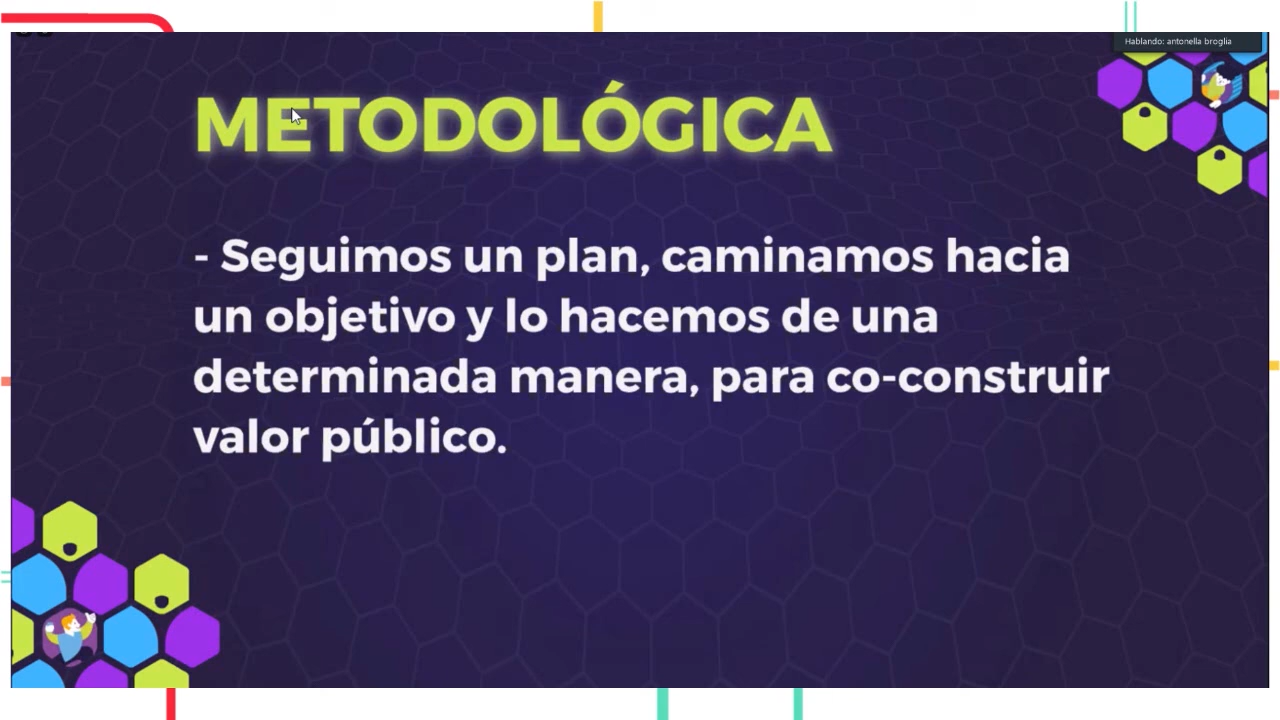 Hablando: antonella broglia
METODOLÓGICA
- Seguimos un plan, caminamos hacia
un objetivo y lo hacemos de una
determinada manera, para co-construir
valor público.